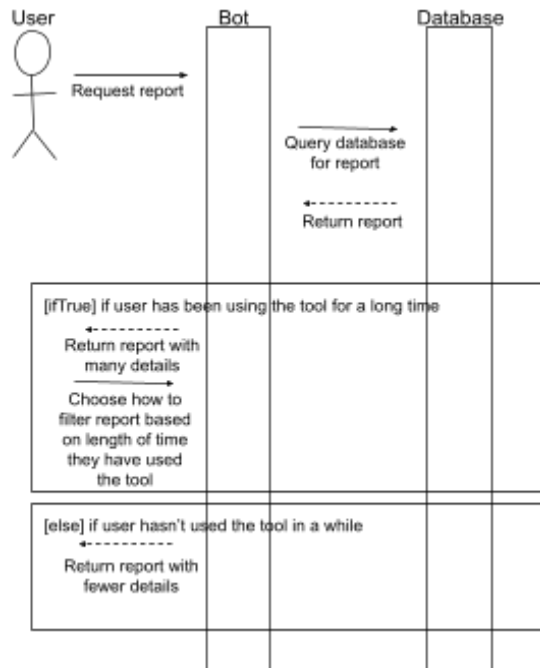 User
Bot
Database
Request report
Query database
for report
Return report
[ifTrue] if user has been using the tool for a long time
Return report with
many details
Choose how to
filter report based
on length of time
they have used
the tool
[else] if user hasn't used the tool in a while
Return report with
fewer details